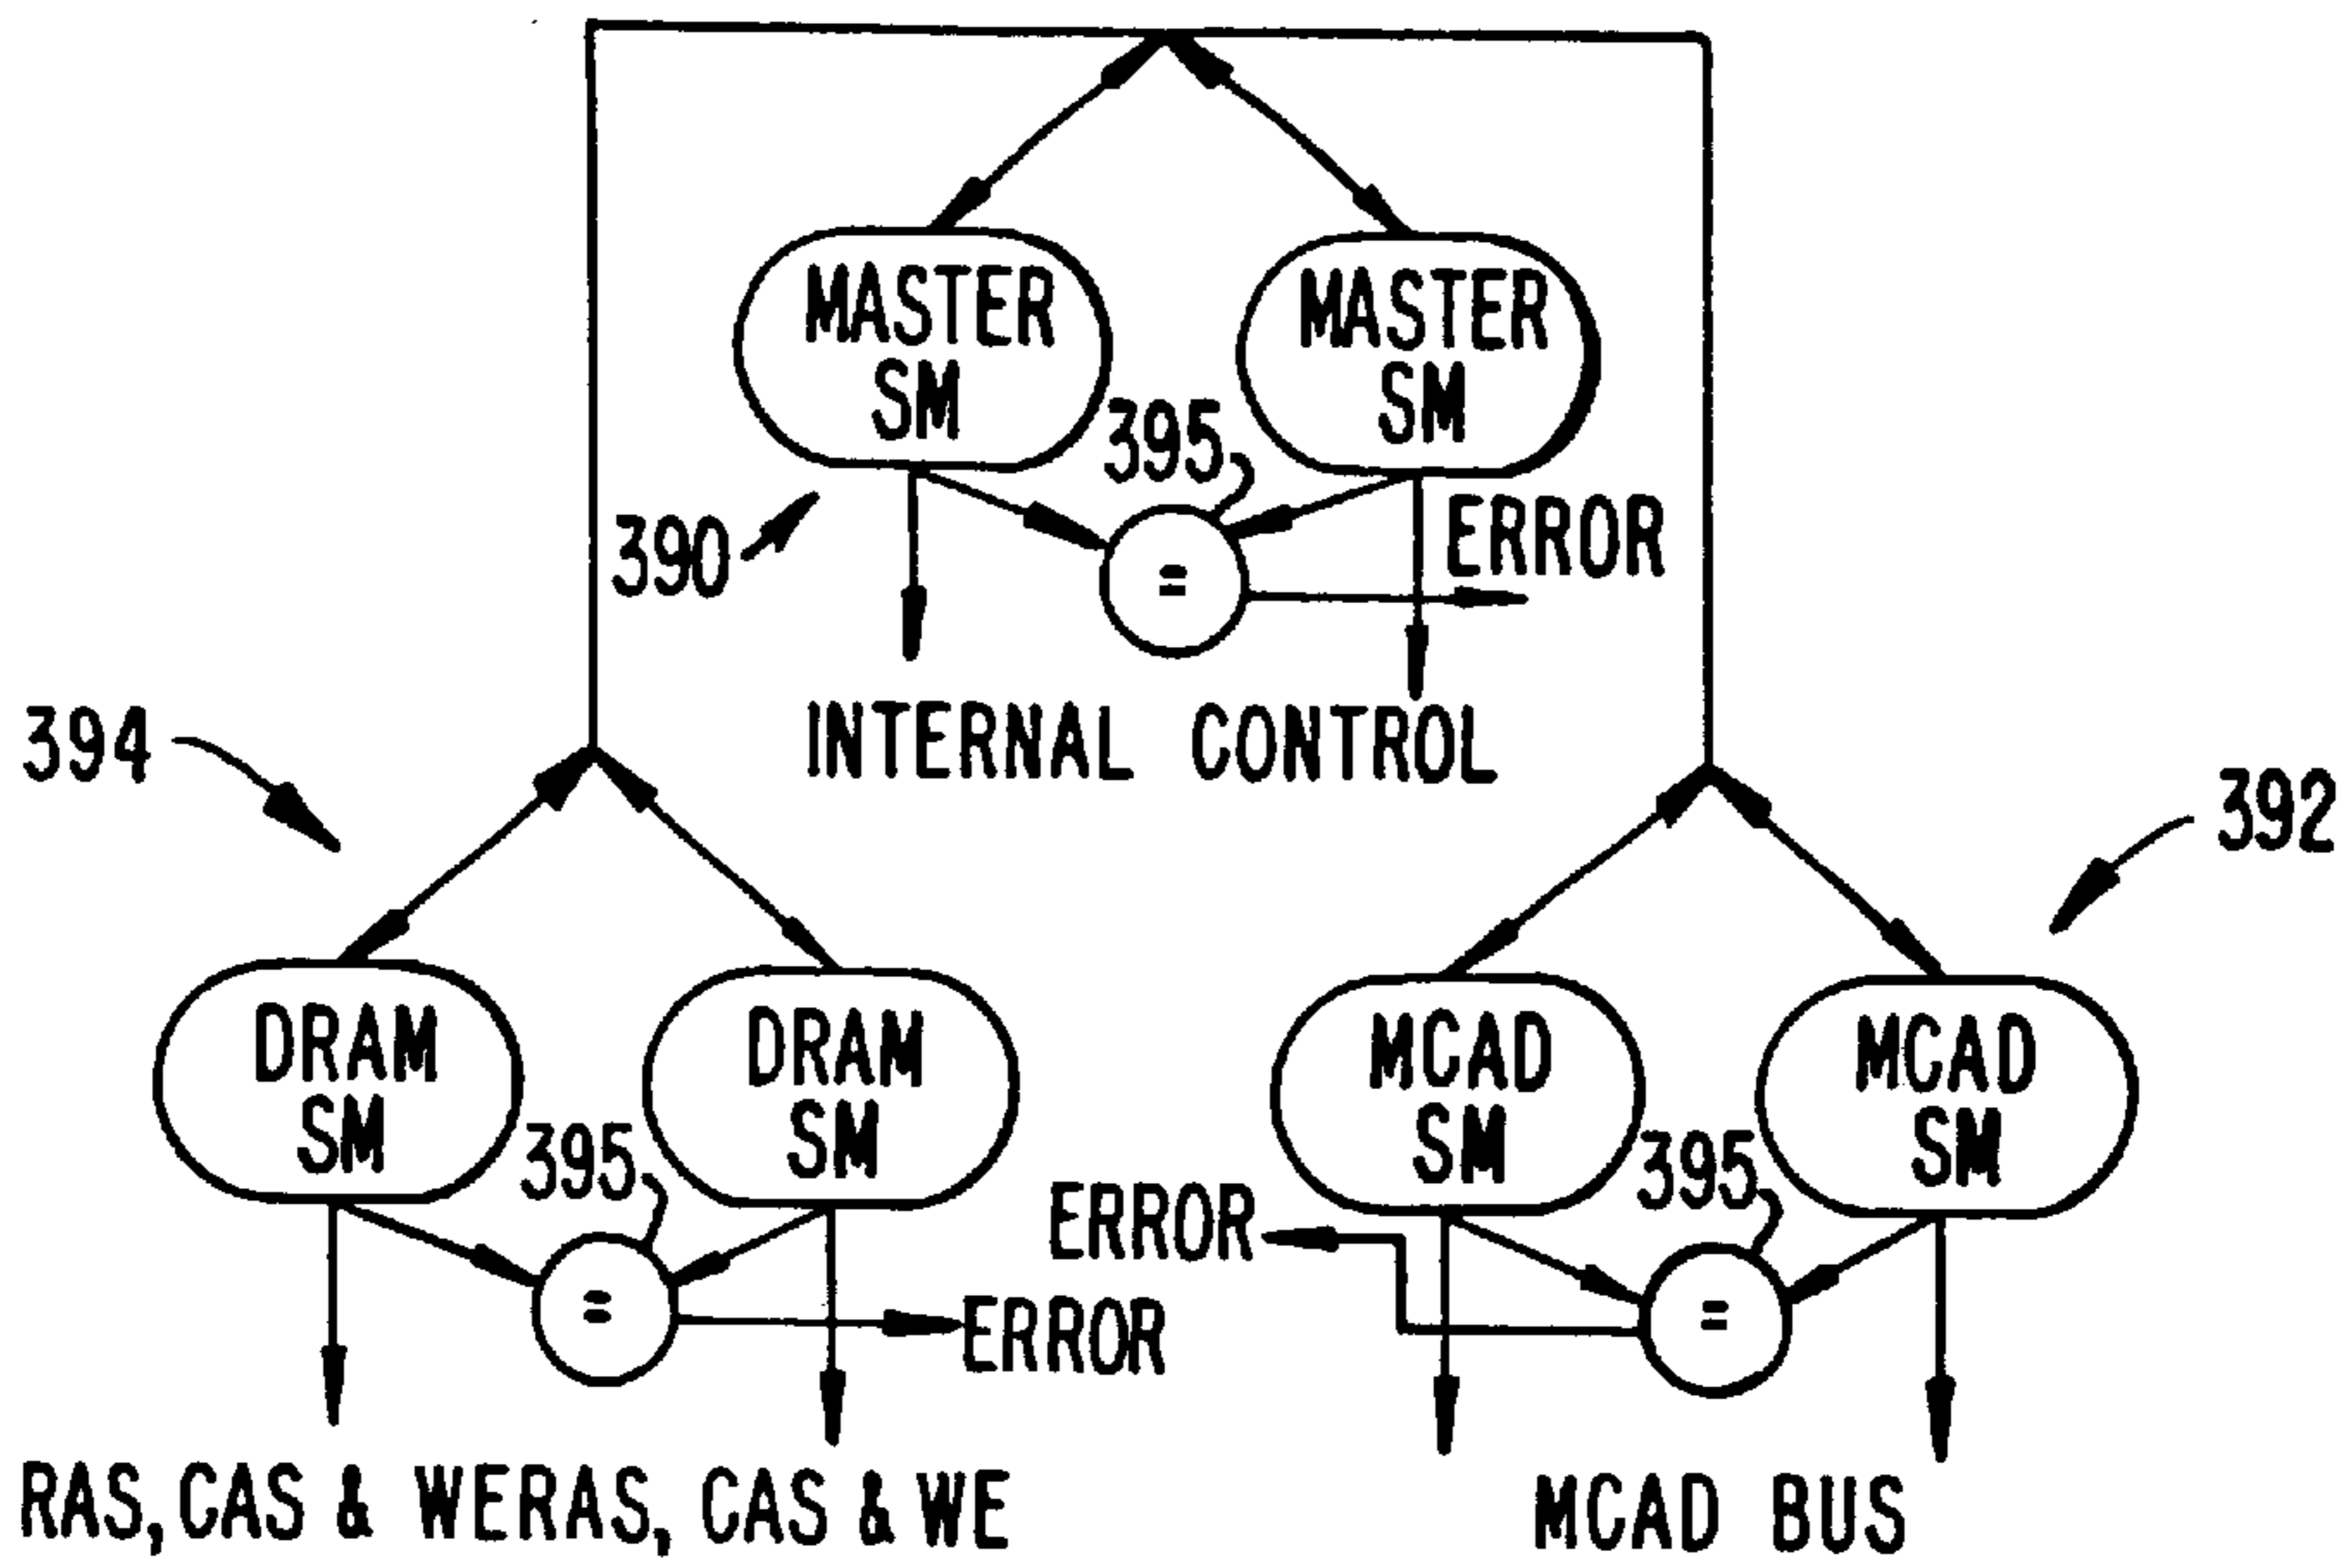 MASTER
SM
MASTER
SM
395
390
ERROR
INTERNAL CONTROL
394
392
DRAM
SM
DRAM
SM
395
ERROR
MCAD
SM
MCAD
SM
395
ERROR
RAS, CAS & WERAS, CAS & WE
MCAD BUS
=
=
=